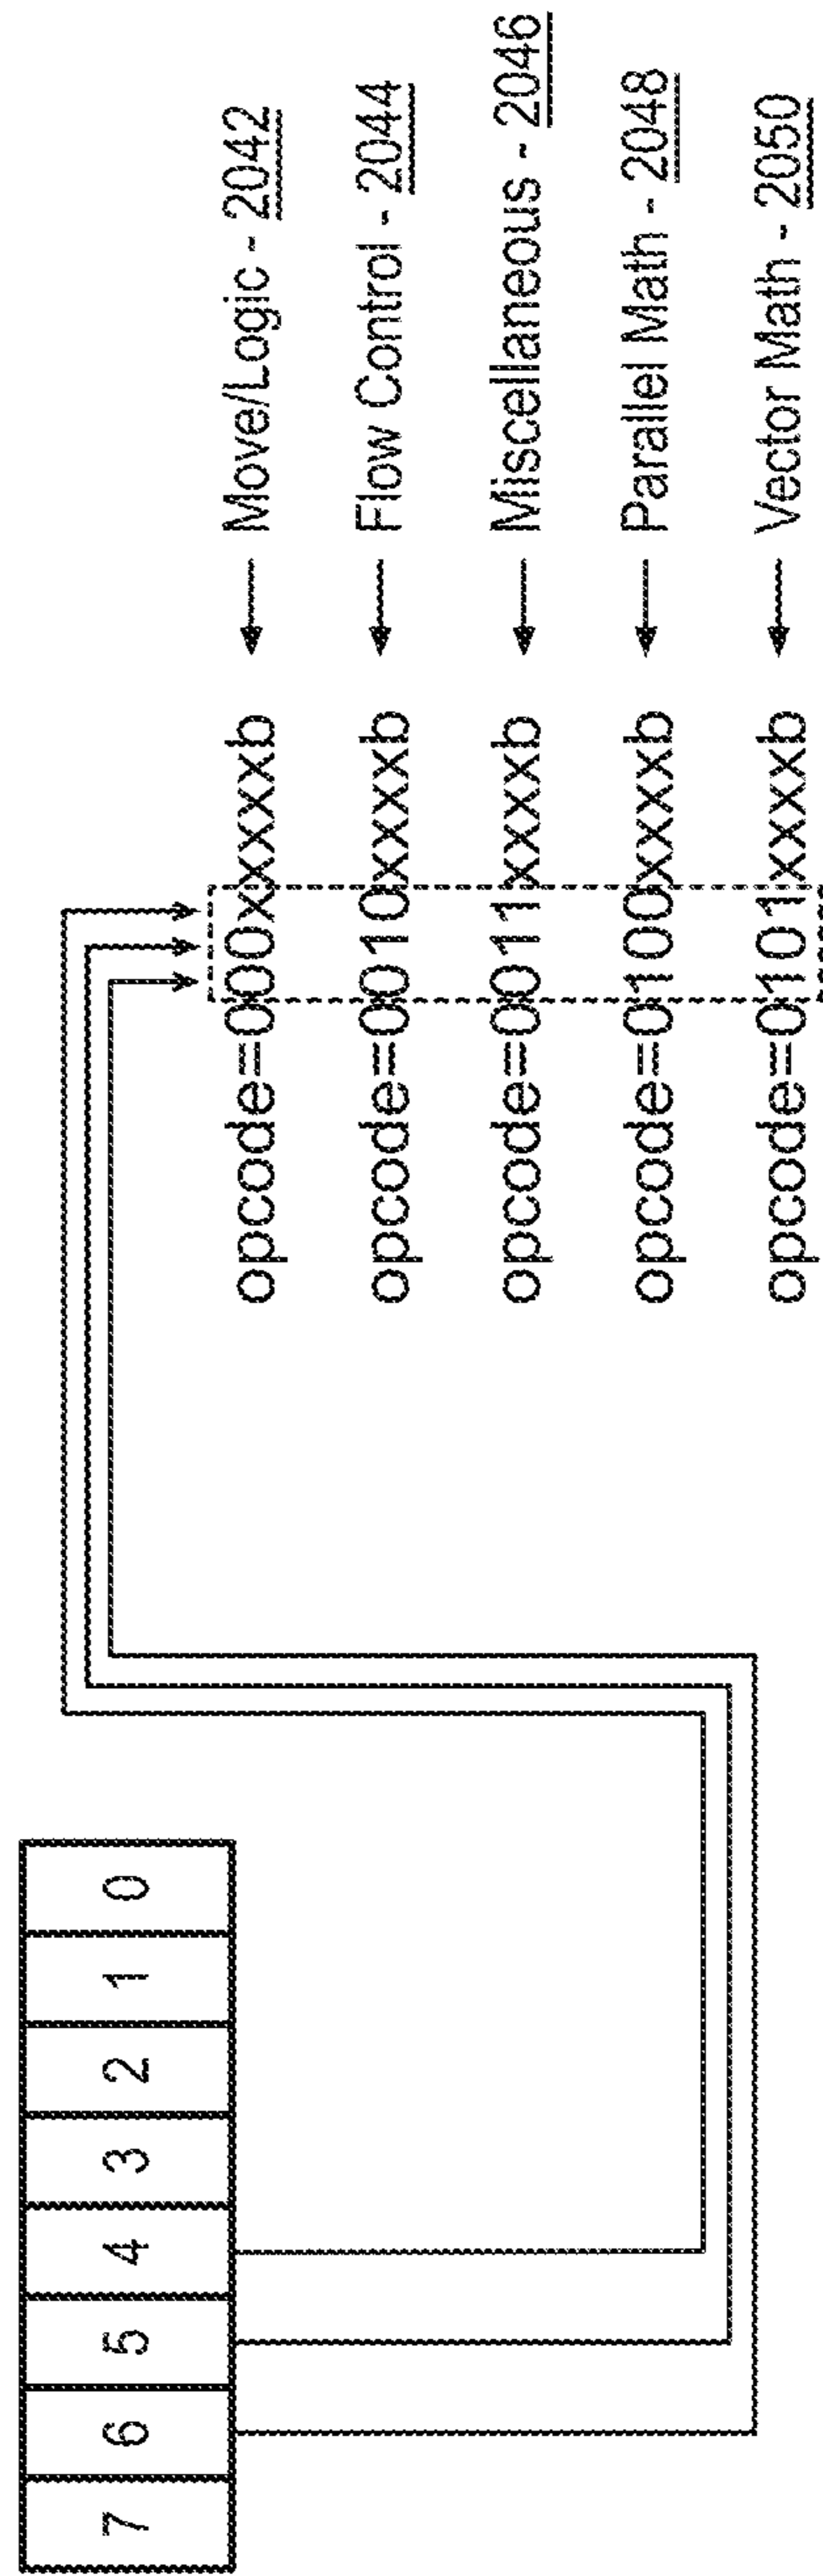 7 6 5 4 3 2 1 0
opcode=000xxxxxb ← Move/Logic - 2042
opcode=0010xxxxb ← Flow Control - 2044
opcode=0011xxxxb ← Miscellaneous - 2046
opcode=0100xxxxb ← Parallel Math - 2048
opcode=0101xxxxb ← Vector Math - 2050